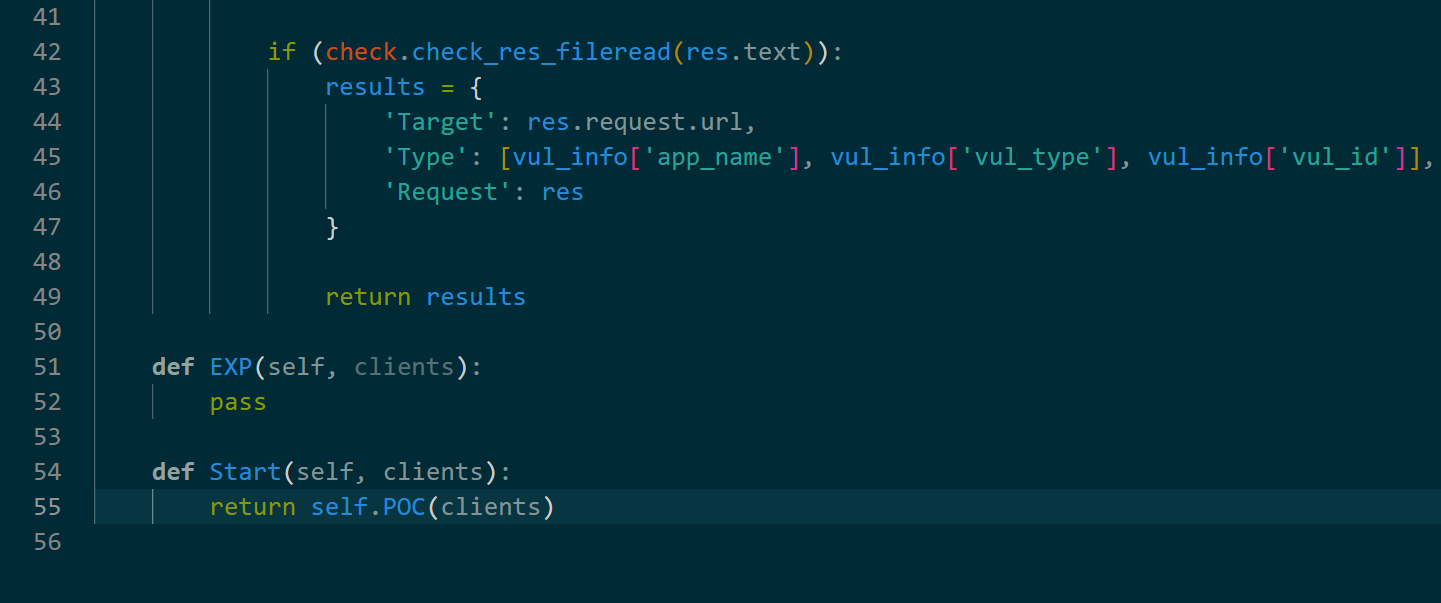 41
42 if (check.check_res_fileread(res.text)):
43 results = {
44 'Target': res.request.url,
45 'Type': [vul_info['app_name'], vul_info['vul_type'], vul_info['vul_id']],
46 'Request': res
47 }
48
49 return results
50
51 def EXP(self, clients):
52 pass
53
54 def Start(self, clients):
55 return self.POC(clients)
56